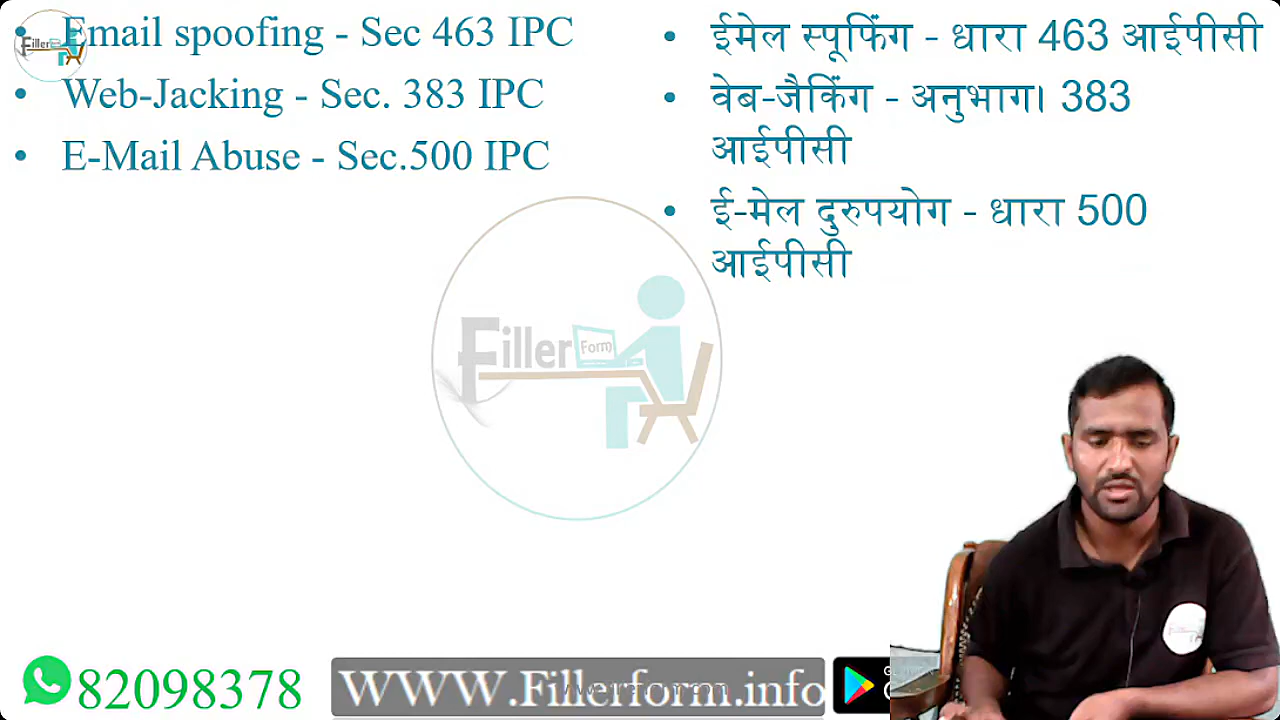 Email spoofing - Sec 463 IPC
Web-Jacking - Sec. 383 IPC
E-Mail Abuse - Sec.500 IPC
ईमेल स्पूफिंग - धारा 463 आईपीसी
वेब-जैकिंग - अनुभाग। 383
आईपीसी
ई-मेल दुरुपयोग - धारा 500
आईपीसी
Filler Form
82098378
WWW.Fillerform.info